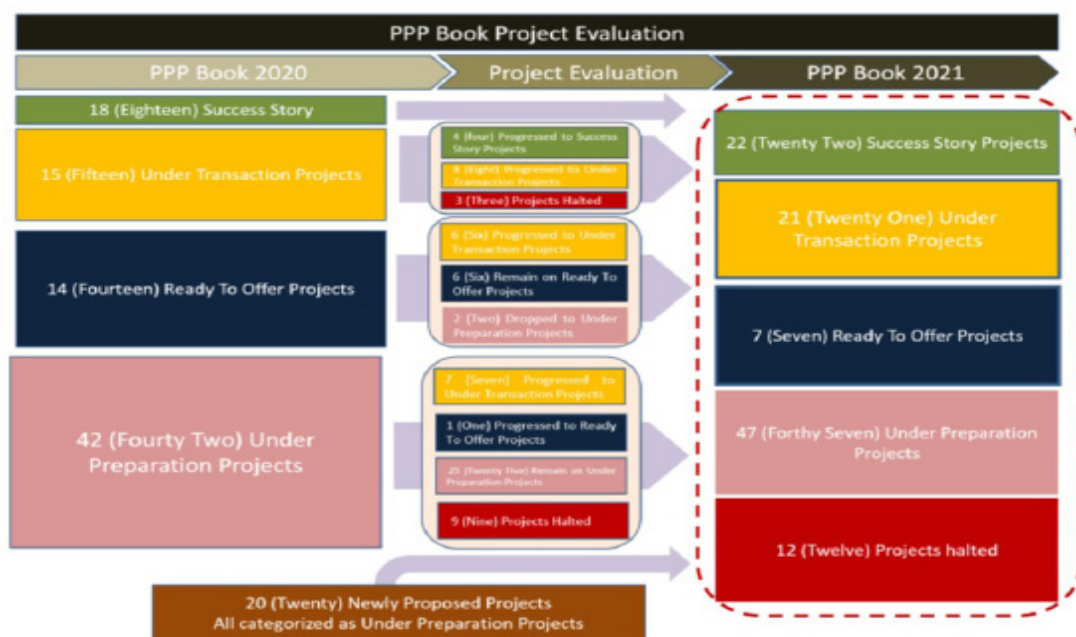 PPP Book Project Evaluation
PPP Book 2020
Project Evaluation
PPP Book 2021
18 (Eighteen) Success Story
15 (Fifteen) Under Transaction Projects
14 (Fourteen) Ready To Offer Projects
42 (Fourty Two) Under
Preparation Projects
4 (four) Progressed to Success
Story Projects
8 (Eight) Progressed to Under
Transaction Projects
3 (Three) Projects Halted
6 (Six) Progressed to Under
Transaction Projects
6 (Six) Remain on Ready To
Offer Projects
2 (Two) Dropped to Under
Preparation Projects
7 (Seven) Progressed to
Under Transaction Projects
1 (One) Progressed to Ready
To Offer Projects
25 (Twenty Five) Remain on Under
Preparation Projects
9 (Nine) Projects Halted
22 (Twenty Two) Success Story Projects
21 (Twenty One) Under
Transaction Projects
7 (Seven) Ready To Offer Projects
47 (Forthy Seven) Under Preparation
Projects
12 (Twelve) Projects halted
20 (Twenty) Newly Proposed Projects
All categorized as Under Preparation Projects